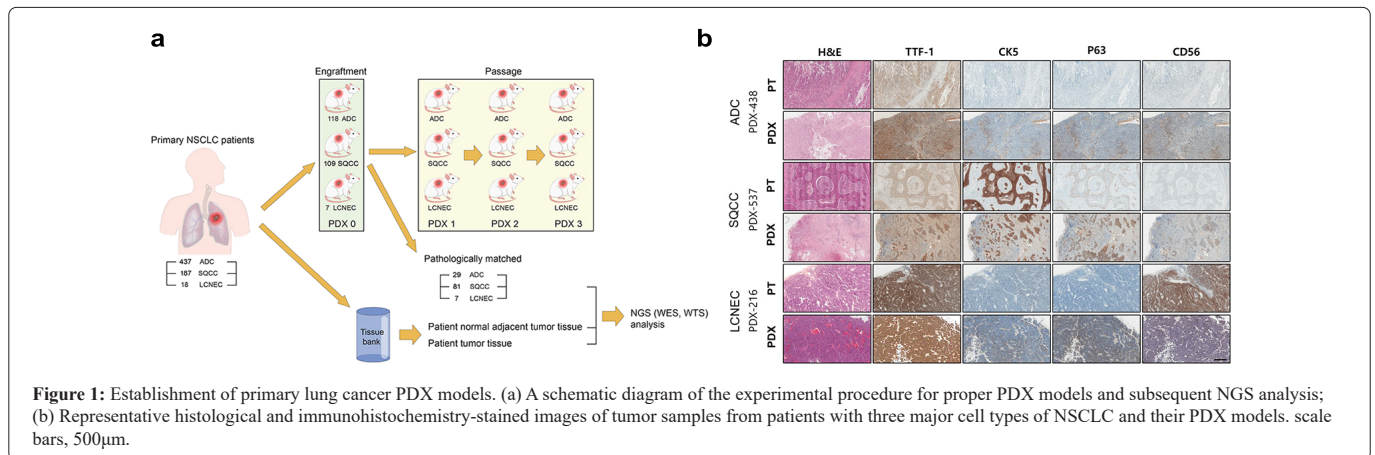 a
Primary NSCLC patients
437 ADC
187 SQCC
18 LCNEC
Engraftment
118 ADC
109 SQCC
7 LCNEC
PDX 0
Passage
ADC ADC ADC
SQCC SQCC SQCC
LCNEC LCNEC LCNEC
PDX 1 PDX 2 PDX 3
Pathologically matched
29 ADC
81 SQCC
7 LCNEC
Tissue
bank
Patient normal adjacent tumor tissue
Patient tumor tissue
NGS (WES, WTS)
analysis
b
H&E TTF-1 CK5 P63 CD56
ADC
PDX-438
PT
PDX
SQCC
PDX-537
PT
PDX
LCNEC
PDX-216
PT
PDX
Figure 1: Establishment of primary lung cancer PDX models. (a) A schematic diagram of the experimental procedure for proper PDX models and subsequent NGS analysis;
(b) Representative histological and immunohistochemistry-stained images of tumor samples from patients with three major cell types of NSCLC and their PDX models. scale
bars, 500μm.